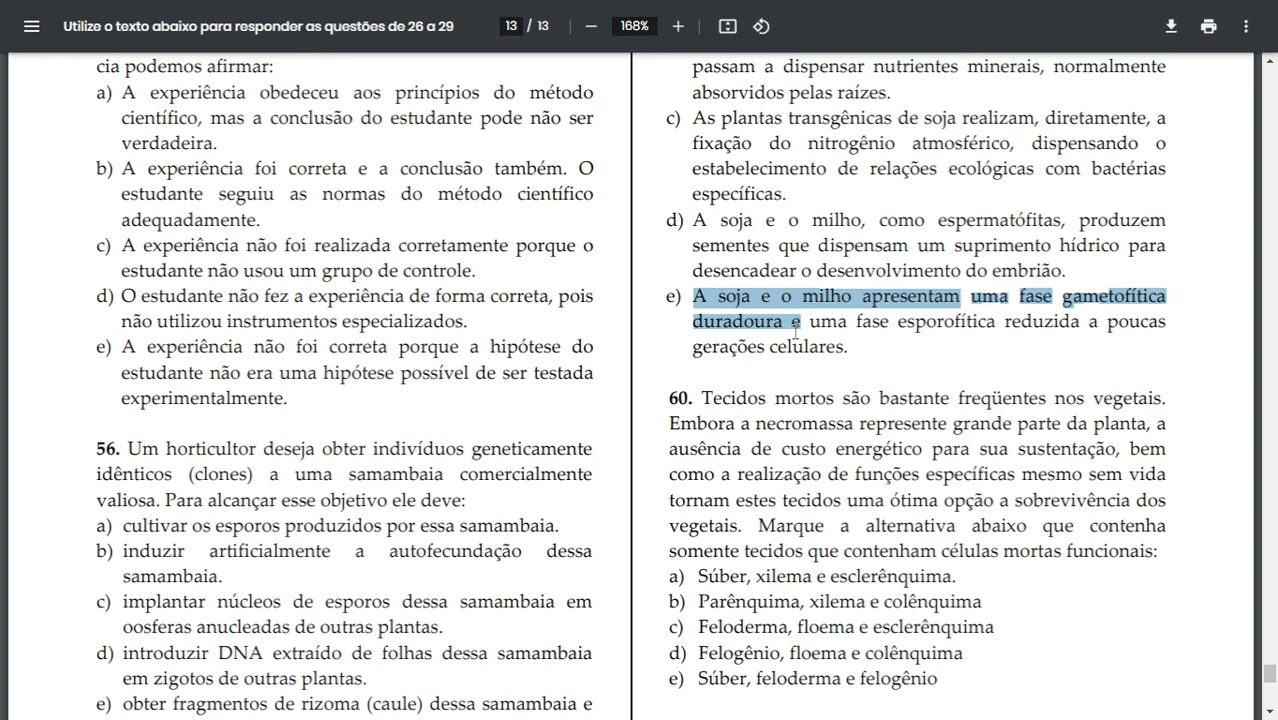 Utilize o texto abaixo para responder as questões de 26 a 29
13 / 13
168%
cia podemos afirmar:
a) A experiência obedeceu aos princípios do método
científico, mas a conclusão do estudante pode não ser
verdadeira.
b) A experiência foi correta e a conclusão também. O
estudante seguiu as normas do método científico
adequadamente.
c) A experiência não foi realizada corretamente porque o
estudante não usou um grupo de controle.
d) O estudante não fez a experiência de forma correta, pois
não utilizou instrumentos especializados.
e) A experiência não foi correta porque a hipótese do
estudante não era uma hipótese possível de ser testada
experimentalmente.
56. Um horticultor deseja obter indivíduos geneticamente
idênticos (clones) a uma samambaia comercialmente
valiosa. Para alcançar esse objetivo ele deve:
a) cultivar os esporos produzidos por essa samambaia.
b) induzir artificialmente a autofecundação dessa
samambaia.
c) implantar núcleos de esporos dessa samambaia em
oosferas anucleadas de outras plantas.
d) introduzir DNA extraído de folhas dessa samambaia
em zigotos de outras plantas.
e) obter fragmentos de rizoma (caule) dessa samambaia e
passam a dispensar nutrientes minerais, normalmente
absorvidos pelas raízes.
c) As plantas transgênicas de soja realizam, diretamente, a
fixação do nitrogênio atmosférico, dispensando o
estabelecimento de relações ecológicas com bactérias
específicas.
d) A soja e o milho, como espermatófitas, produzem
sementes que dispensam um suprimento hídrico para
desencadear o desenvolvimento do embrião.
e) A soja e o milho apresentam uma fase gametofítica
duradoura e uma fase esporofítica reduzida a poucas
gerações celulares.
60. Tecidos mortos são bastante freqüentes nos vegetais.
Embora a necromassa represente grande parte da planta, a
ausência de custo energético para sua sustentação, bem
como a realização de funções específicas mesmo sem vida
tornam estes tecidos uma ótima opção a sobrevivência dos
vegetais. Marque a alternativa abaixo que contenha
somente tecidos que contenham células mortas funcionais:
a) Súber, xilema e esclerênquima.
b) Parênquima, xilema e colênquima
c) Feloderma, floema e esclerênquima
d) Felogênio, floema e colênquima
e) Súber, feloderma e felogênio